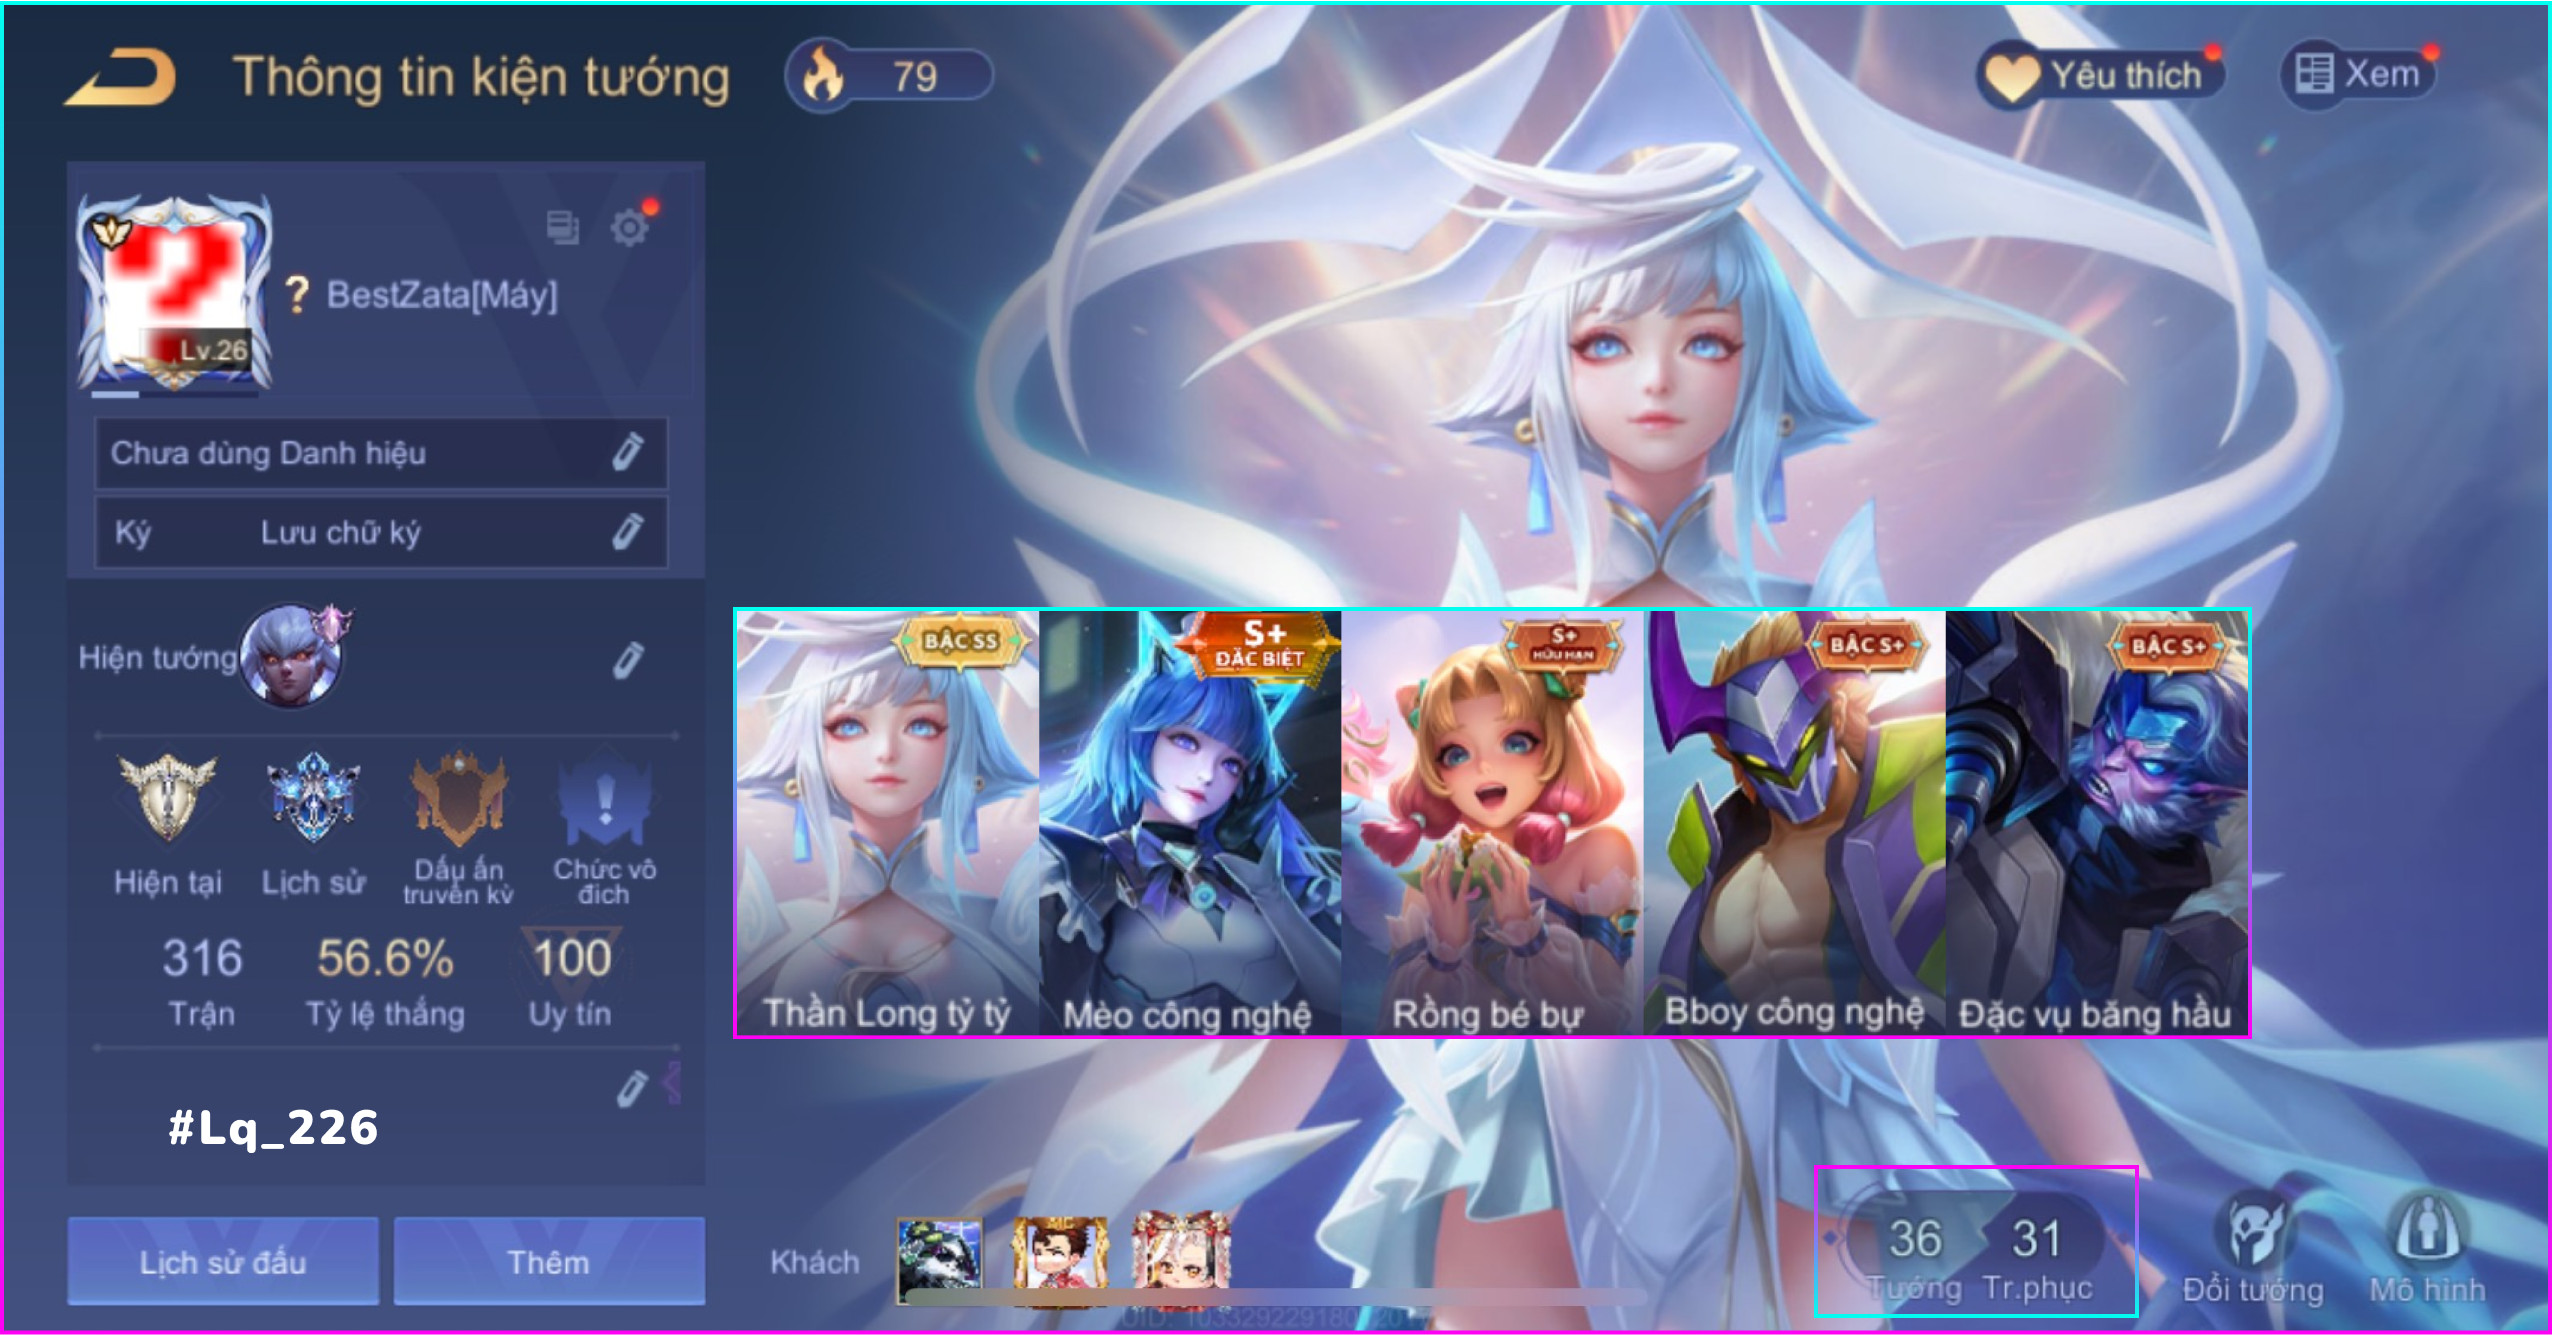 Thông tin kiện tướng
79
Yêu thích
Xem
Lv.26
? BestZata[Máy]
Chưa dùng Danh hiệu
Ký Lưu chữ ký
Hiện tướng
Hiện tại
Lịch sử
Dấu ấn
truyền kỳ
Chức vô
địch
316
Trận
56.6%
Tỷ lệ thắng
100
Uy tín
#Lq_226
Lịch sử đấu
Thêm
BẬC SS
Thần Long tỷ tỷ
S+
ĐẶC BIỆT
Mèo công nghệ
S+
HỮU HẠN
Rồng bé bự
BẬC S+
Bboy công nghệ
BẬC S+
Đặc vụ băng hầu
Khách
36
Tướng
31
Tr.phục
Đổi tướng
Mô hình